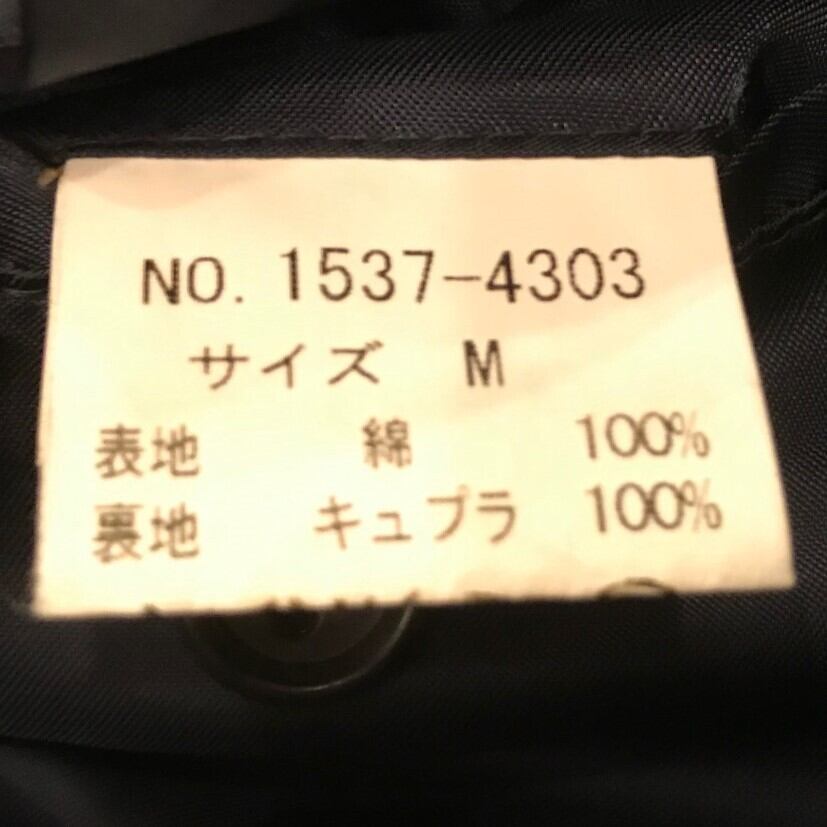 NO. 1537-4303
サイズ M
表地 綿 100%
裏地 キュプラ 100%